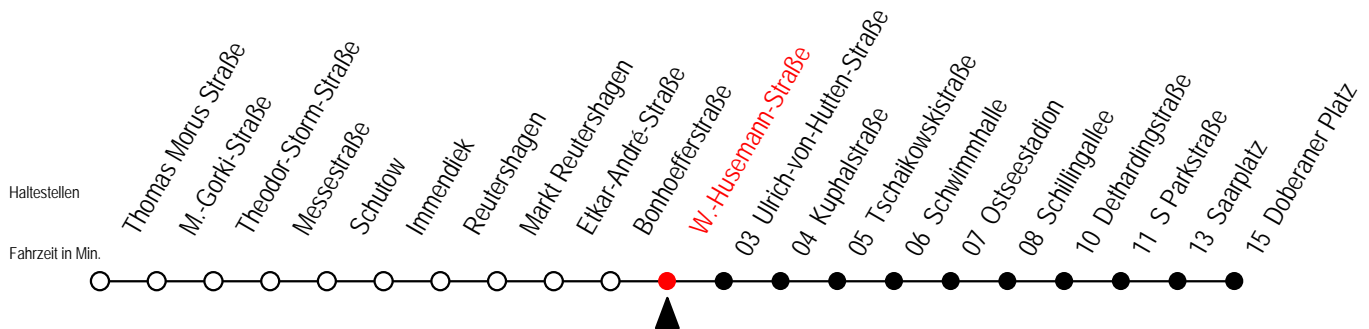 Haltestellen
Fahrzeit in Min.
Thomas Morus Straße
M.-Gorki-Straße
Theodor-Storm-Straße
Messestraße
Schutow
Immendiek
Reutershagen
Markt Reutershagen
Etkar-André-Straße
Bonhoefferstraße
W.-Husemann-Straße
03 Ulrich-von-Hutten-Straße
04 Kuphalstraße
05 Tschaikowskistraße
06 Schwimmhalle
07 Ostseestadion
08 Schillingallee
10 Dethardingstraße
11 S Parkstraße
13 Saarplatz
15 Doberaner Platz